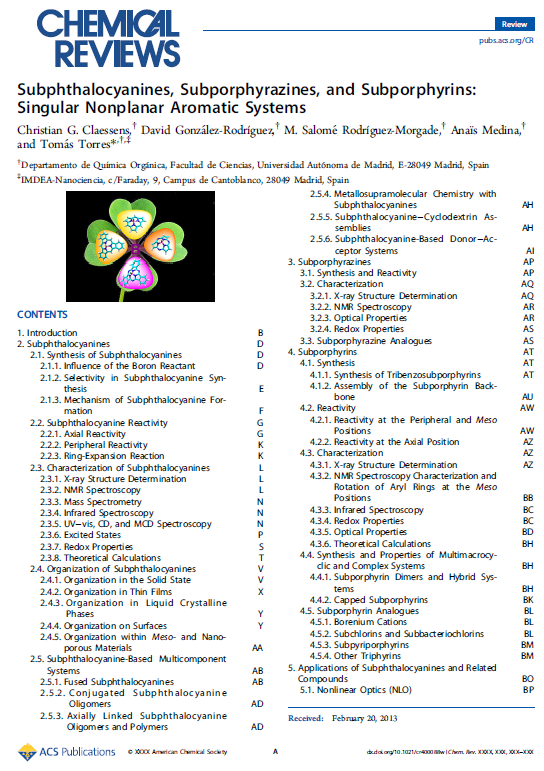 CHEMICAL
REVIEWS
Review
pubs.acs.org/CR
Subphthalocyanines, Subporphyrazines, and Subporphyrins:
Singular Nonplanar Aromatic Systems
Christian G. Claessens,† David González-Rodríguez,† M. Salomé Rodríguez-Morgade,† Anaïs Medina,†
and Tomás Torres*,†,‡
†Departamento de Química Orgánica, Facultad de Ciencias, Universidad Autónoma de Madrid, E-28049 Madrid, Spain
‡IMDEA-Nanociencia, c/Faraday, 9, Campus de Cantoblanco, 28049 Madrid, Spain
CONTENTS
1. Introduction B
2. Subphthalocyanines D
2.1. Synthesis of Subphthalocyanines D
2.1.1. Influence of the Boron Reactant D
2.1.2. Selectivity in Subphthalocyanine Syn-
thesis E
2.1.3. Mechanism of Subphthalocyanine For-
mation F
2.2. Subphthalocyanine Reactivity G
2.2.1. Axial Reactivity G
2.2.2. Peripheral Reactivity K
2.2.3. Ring-Expansion Reaction K
2.3. Characterization of Subphthalocyanines L
2.3.1. X-ray Structure Determination L
2.3.2. NMR Spectroscopy L
2.3.3. Mass Spectrometry N
2.3.4. Infrared Spectroscopy N
2.3.5. UV−vis, CD, and MCD Spectroscopy N
2.3.6. Excited States P
2.3.7. Redox Properties S
2.3.8. Theoretical Calculations T
2.4. Organization of Subphthalocyanines V
2.4.1. Organization in the Solid State V
2.4.2. Organization in Thin Films X
2.4.3. Organization in Liquid Crystalline
Phases Y
2.4.4. Organization on Surfaces Y
2.4.5. Organization within Meso- and Nano-
porous Materials AA
2.5. Subphthalocyanine-Based Multicomponent
Systems AB
2.5.1. Fused Subphthalocyanines AB
2.5.2. Conjugated Subphthalocyanine
Oligomers AD
2.5.3. Axially Linked Subphthalocyanine
Oligomers and Polymers AD
2.5.4. Metallosupramolecular Chemistry with
Subphthalocyanines AH
2.5.5. Subphthalocyanine−Cyclodextrin As-
semblies AH
2.5.6. Subphthalocyanine-Based Donor−Ac-
ceptor Systems AI
3. Subporphyrazines AP
3.1. Synthesis and Reactivity AP
3.2. Characterization AQ
3.2.1. X-ray Structure Determination AQ
3.2.2. NMR Spectroscopy AR
3.2.3. Optical Properties AR
3.2.4. Redox Properties AS
3.3. Subporphyrazine Analogues AS
4. Subporphyrins AT
4.1. Synthesis AT
4.1.1. Synthesis of Tribenzosubporphyrins AT
4.1.2. Assembly of the Subporphyrin Back-
bone AU
4.2. Reactivity AW
4.2.1. Reactivity at the Peripheral and Meso
Positions AW
4.2.2. Reactivity at the Axial Position AZ
4.3. Characterization AZ
4.3.1. X-ray Structure Determination AZ
4.3.2. NMR Spectroscopy Characterization and
Rotation of Aryl Rings at the Meso
Positions BB
4.3.3. Infrared Spectroscopy BC
4.3.4. Redox Properties BC
4.3.5. Optical Properties BD
4.3.6. Theoretical Calculations BH
4.4. Synthesis and Properties of Multimacrocy-
clic and Complex Systems BH
4.4.1. Subporphyrin Dimers and Hybrid Sys-
tems BH
4.4.2. Capped Subporphyrins BK
4.5. Subporphyrin Analogues BL
4.5.1. Borenium Cations BL
4.5.2. Subchlorins and Subbacteriochlorins BL
4.5.3. Subpyriporphyrins BM
4.5.4. Other Triphyrins BM
5. Applications of Subphthalocyanines and Related
Compounds BO
5.1. Nonlinear Optics (NLO) BP
Received: February 20, 2013
ACS Publications
© XXXX American Chemical Society
A
dx.doi.org/10.1021/cr400088w | Chem. Rev. XXXX, XXX, XXX−XXX